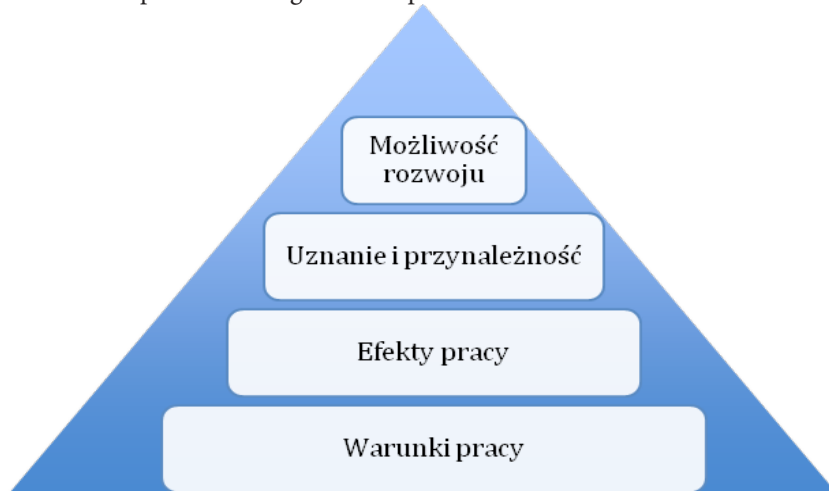 Możliwość
rozwoju
Uznanie i przynależność
Efekty pracy
Warunki pracy